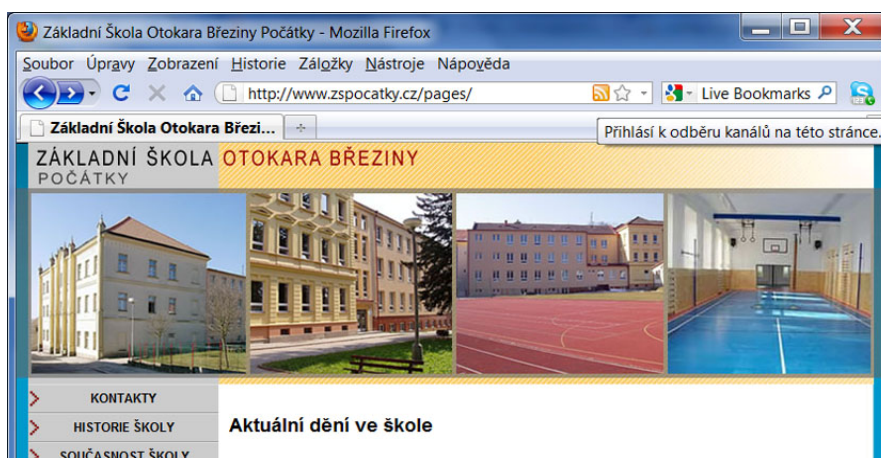 Základní Škola Otokara Březiny Počátky - Mozilla Firefox
Soubor Úpravy Zobrazení Historie Záložky Nástroje Nápověda
http://www.zspocatky.cz/pages/ Live Bookmarks
Základní Škola Otokara Březi...
Přihlásí k odběru kanálů na této stránce.
ZÁKLADNÍ ŠKOLA OTOKARA BŘEZINY
POČÁTKY
KONTAKTY
HISTORIE ŠKOLY
Aktuální dění ve škole
SOUČASNOST ŠKOLY